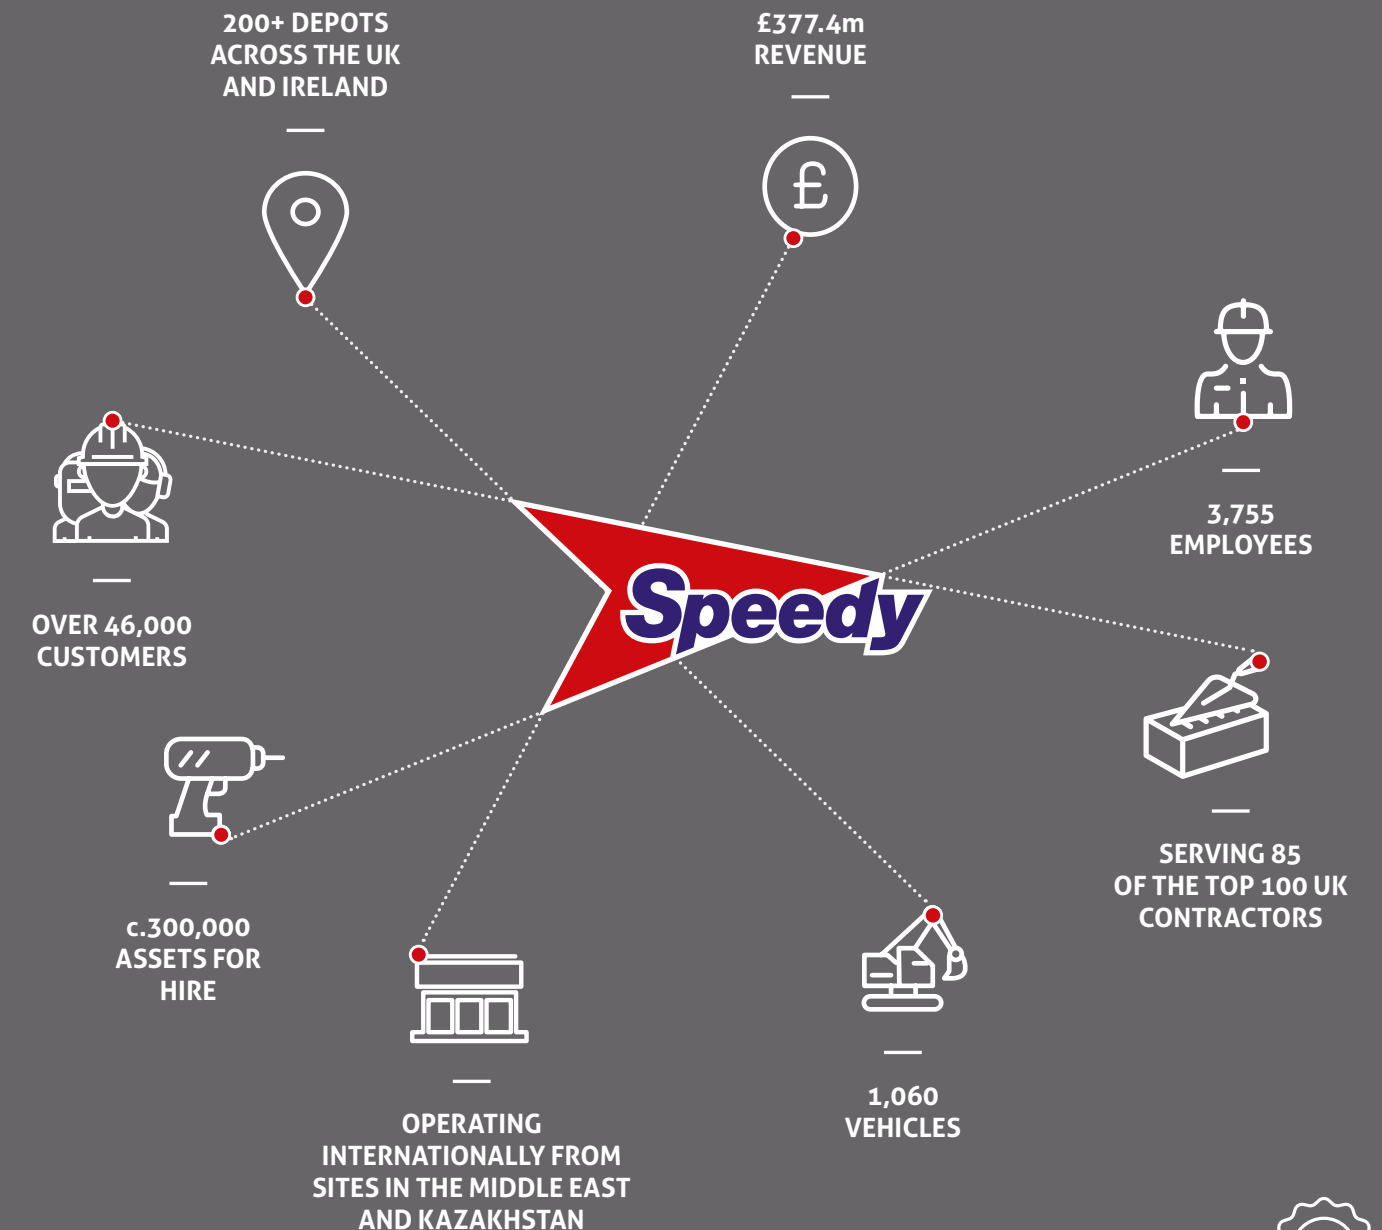 200+ DEPOTS
ACROSS THE UK
AND IRELAND
£377.4m
REVENUE
£
3,755
EMPLOYEES
OVER 46,000
CUSTOMERS
Speedy
SERVING 85
OF THE TOP 100 UK
CONTRACTORS
c.300,000
ASSETS FOR
HIRE
1,060
VEHICLES
OPERATING
INTERNATIONALLY FROM
SITES IN THE MIDDLE EAST
AND KAZAKHSTAN